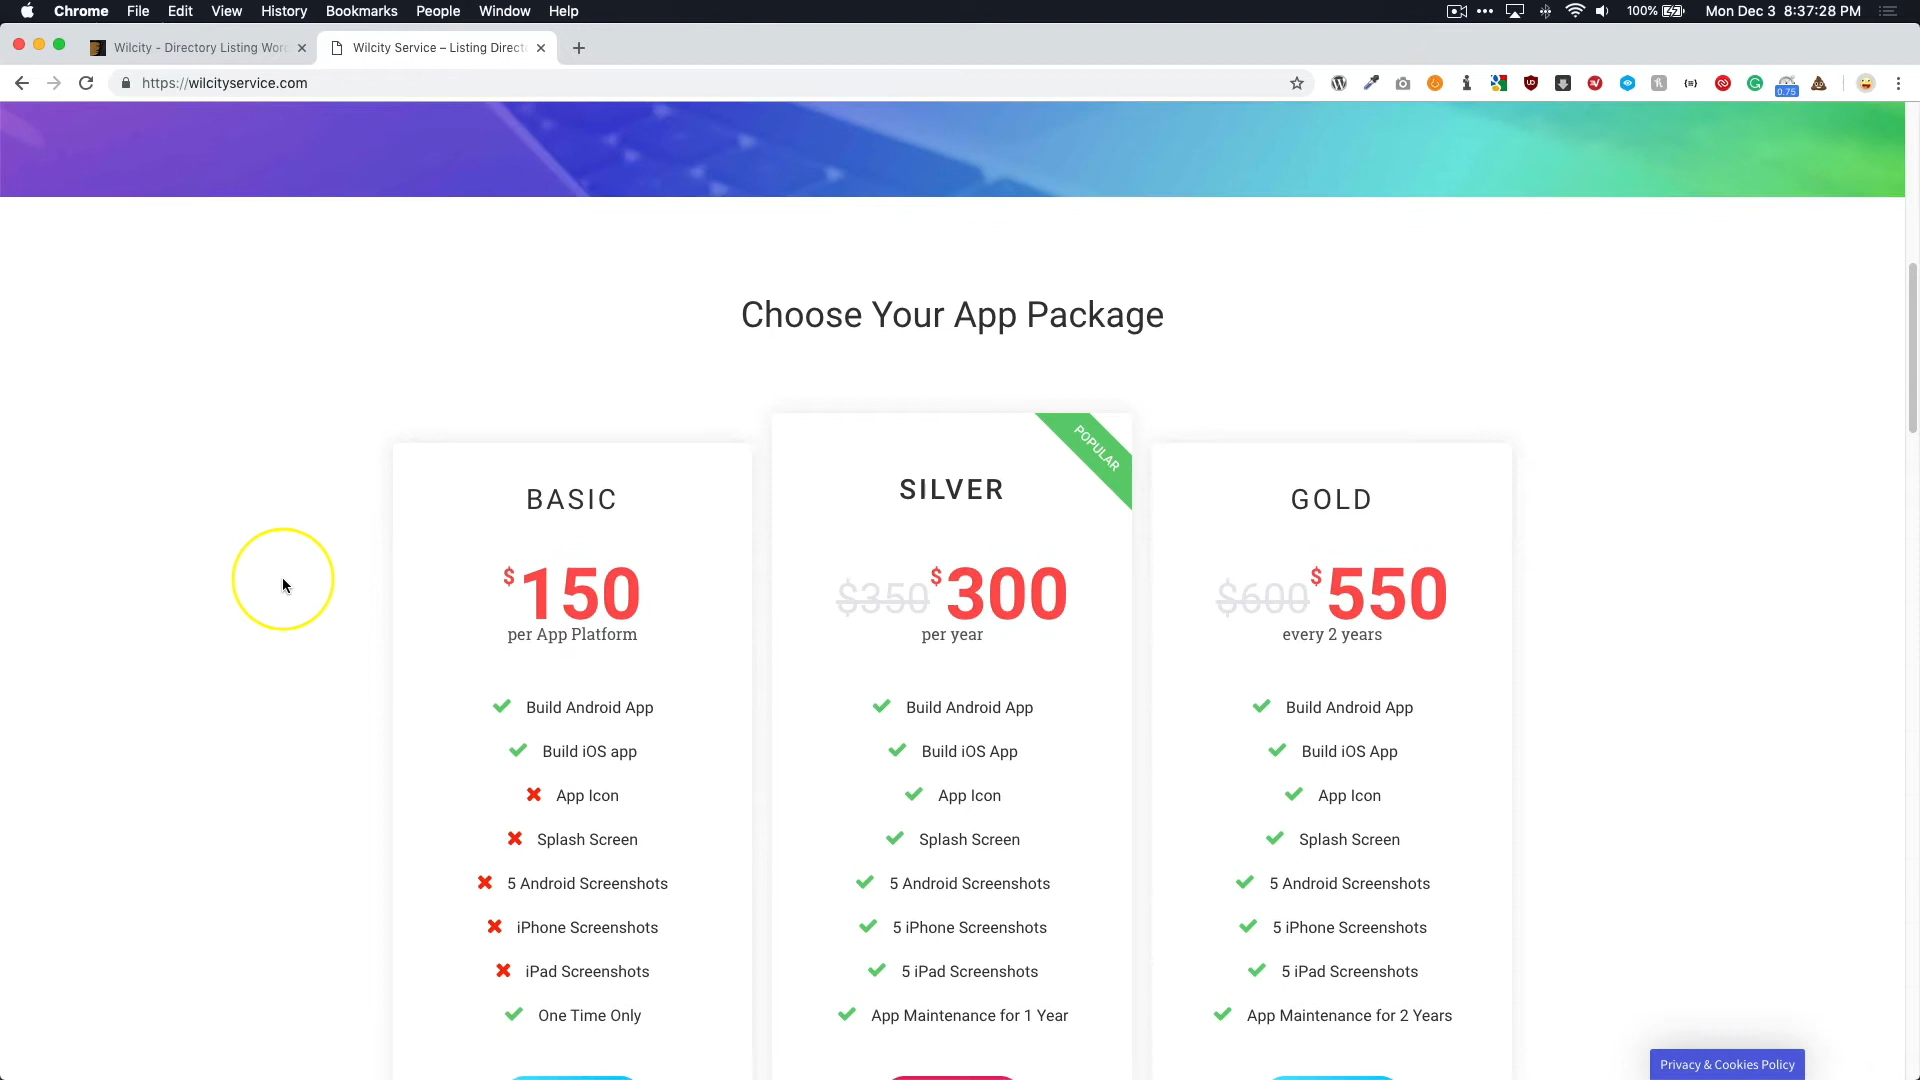 Chrome File Edit View History Bookmarks People Window Help
100% Mon Dec 3 8:37:28 PM
Wilcity - Directory Listing Word
Wilcity Service – Listing Direct
https://wilcityservice.com
0.75
Choose Your App Package
POPULAR
BASIC
$150
per App Platform
Build Android App
Build iOS app
App Icon
Splash Screen
5 Android Screenshots
iPhone Screenshots
iPad Screenshots
One Time Only
SILVER
$350 $300
per year
Build Android App
Build iOS App
App Icon
Splash Screen
5 Android Screenshots
5 iPhone Screenshots
5 iPad Screenshots
App Maintenance for 1 Year
GOLD
$600 $550
every 2 years
Build Android App
Build iOS App
App Icon
Splash Screen
5 Android Screenshots
5 iPhone Screenshots
5 iPad Screenshots
App Maintenance for 2 Years
Privacy & Cookies Policy